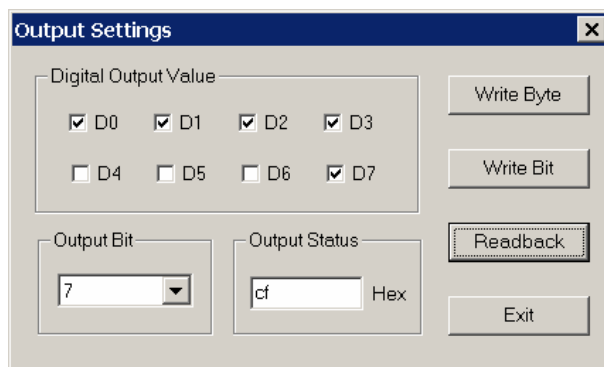 Output Settings
Digital Output Value
Write Byte
D0 D1 D2 D3
D4 D5 D6 D7
Write Bit
Output Bit
Output Status
Readback
7
cf Hex
Exit